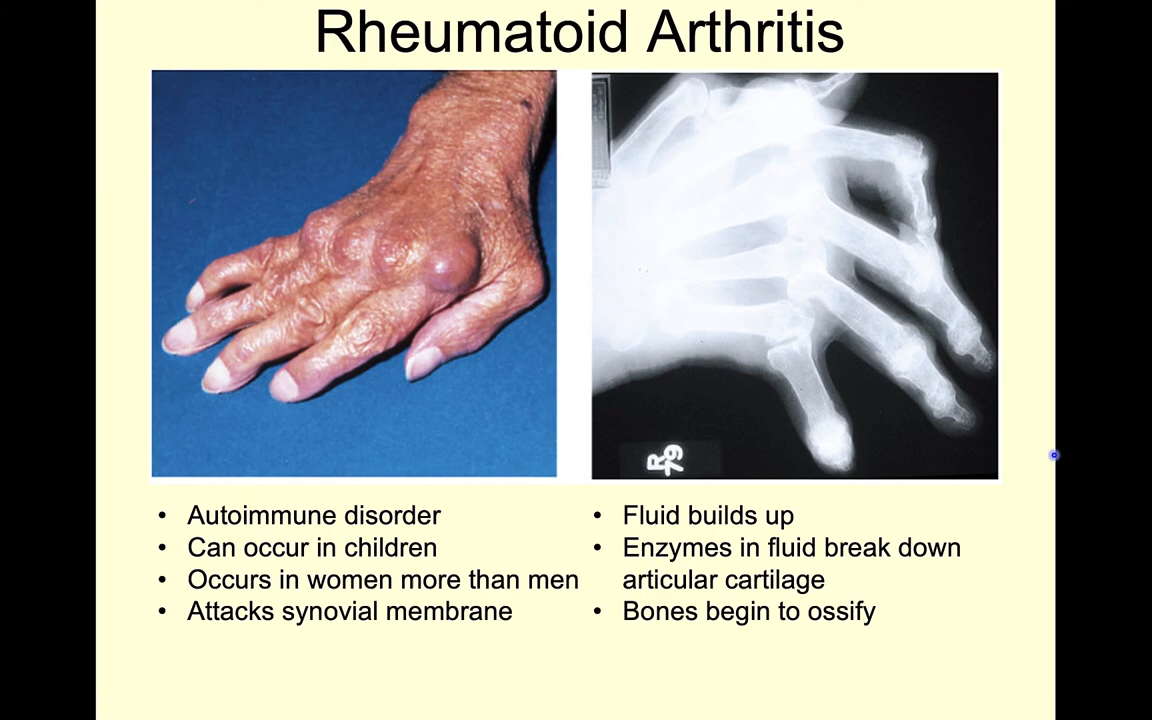 Rheumatoid Arthritis
R
79
• Autoimmune disorder
• Can occur in children
• Occurs in women more than men
• Attacks synovial membrane
• Fluid builds up
• Enzymes in fluid break down
articular cartilage
• Bones begin to ossify